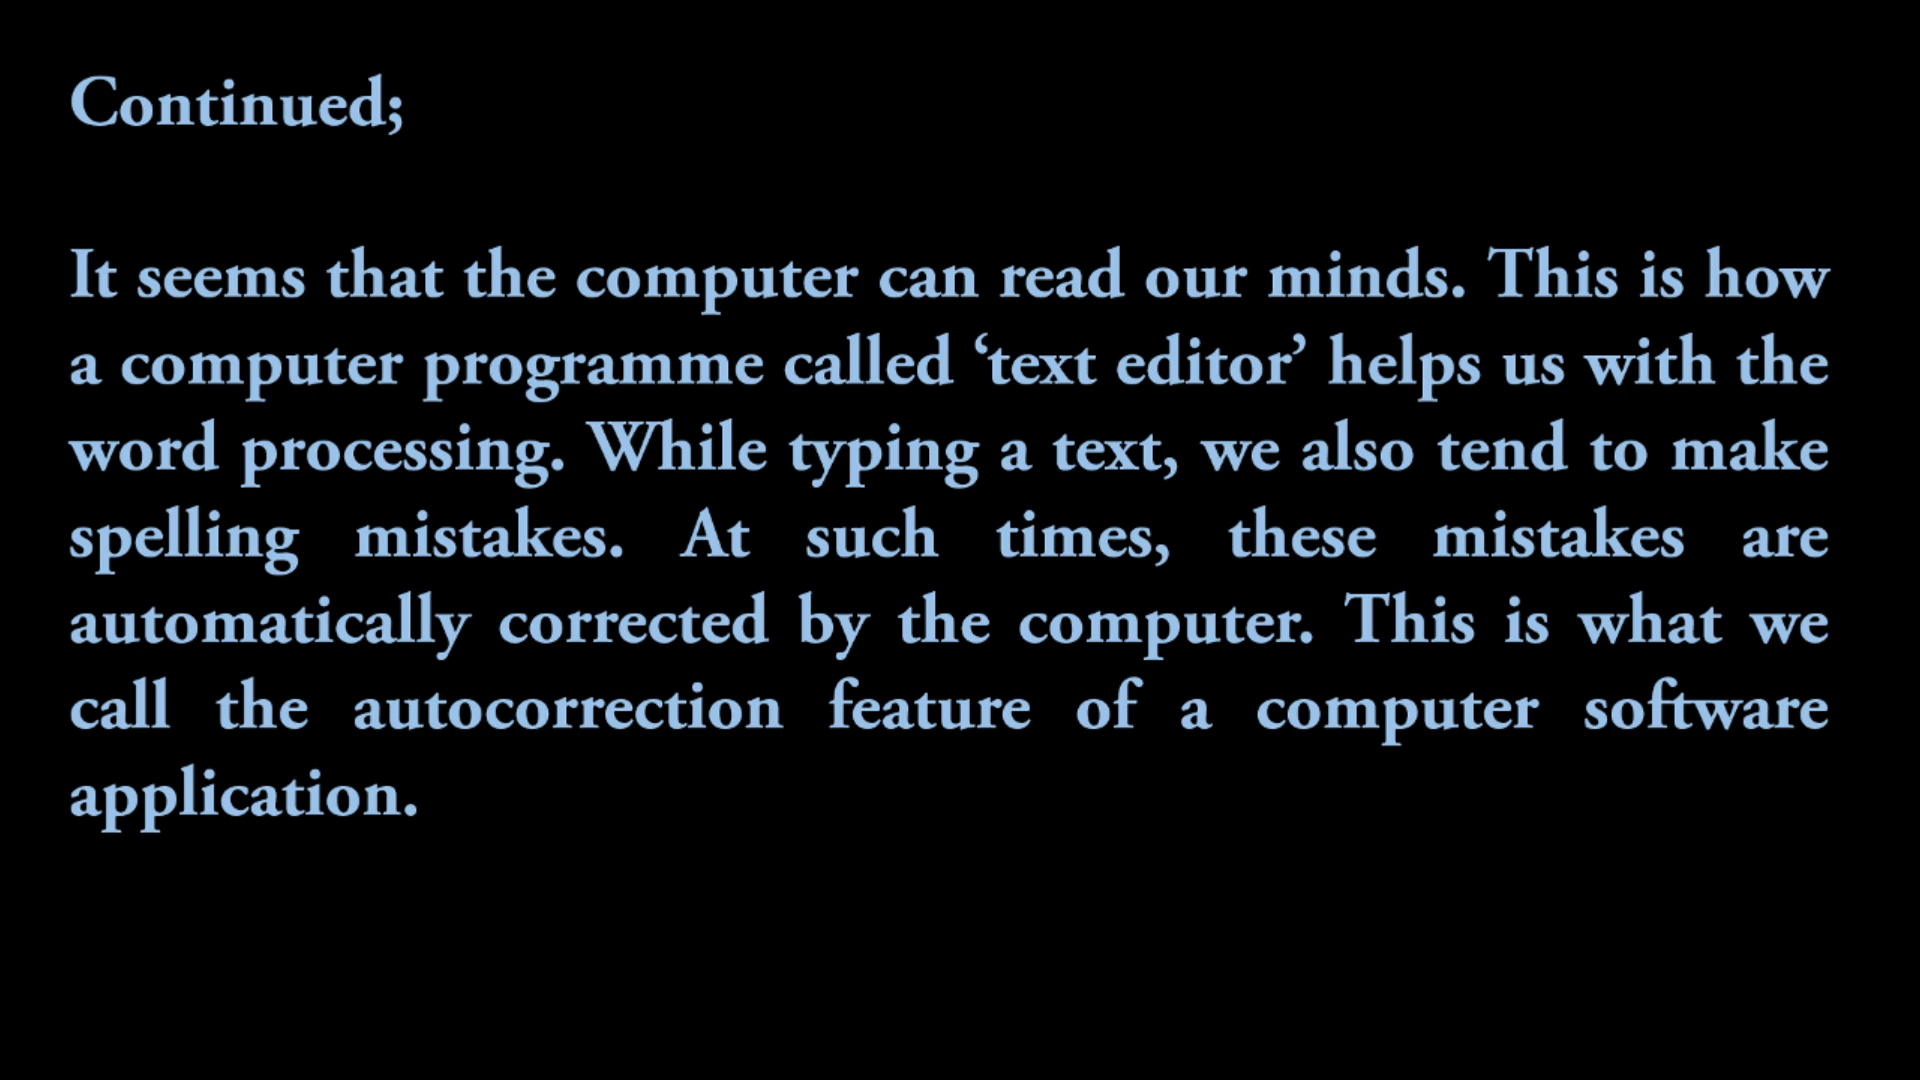 Continued;
It seems that the computer can read our minds. This is how
a computer programme called ‘text editor’ helps us with the
word processing. While typing a text, we also tend to make
spelling mistakes. At such times, these mistakes are
automatically corrected by the computer. This is what we
call the autocorrection feature of a computer software
application.